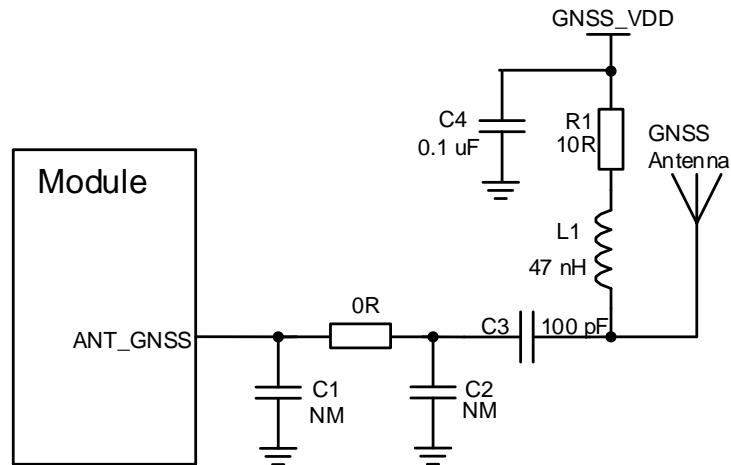 GNSS_VDD
C4
0.1 uF
R1
10R
GNSS
Antenna
Module
L1
47 nH
0R
ANT_GNSS
C3
100 pF
C1
NM
C2
NM